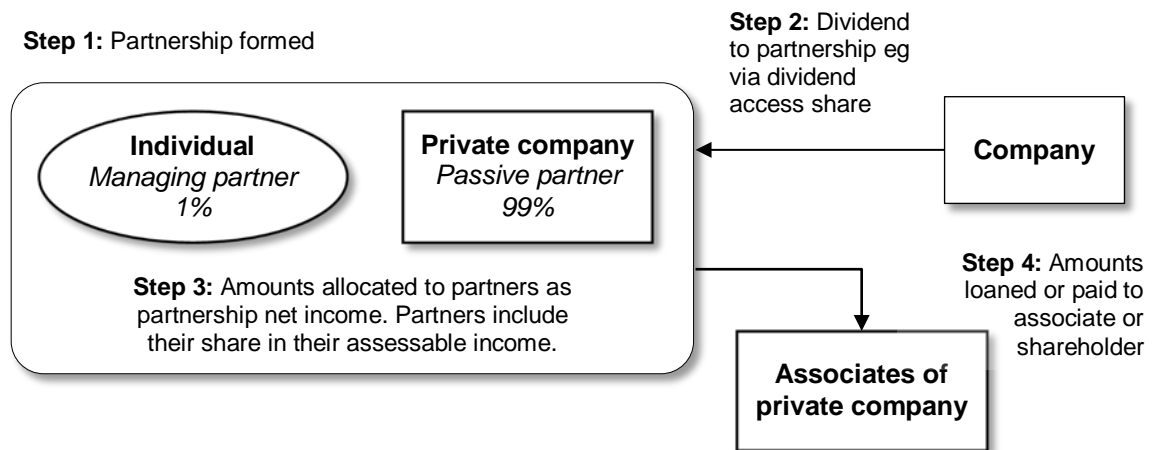 Step 1: Partnership formed
Step 2: Dividend
to partnership eg
via dividend
access share
Individual
Managing partner
1%
Private company
Passive partner
99%
Company
Step 3: Amounts allocated to partners as
partnership net income. Partners include
their share in their assessable income.
Step 4: Amounts
loaned or paid to
associate or
shareholder
Associates of
private company